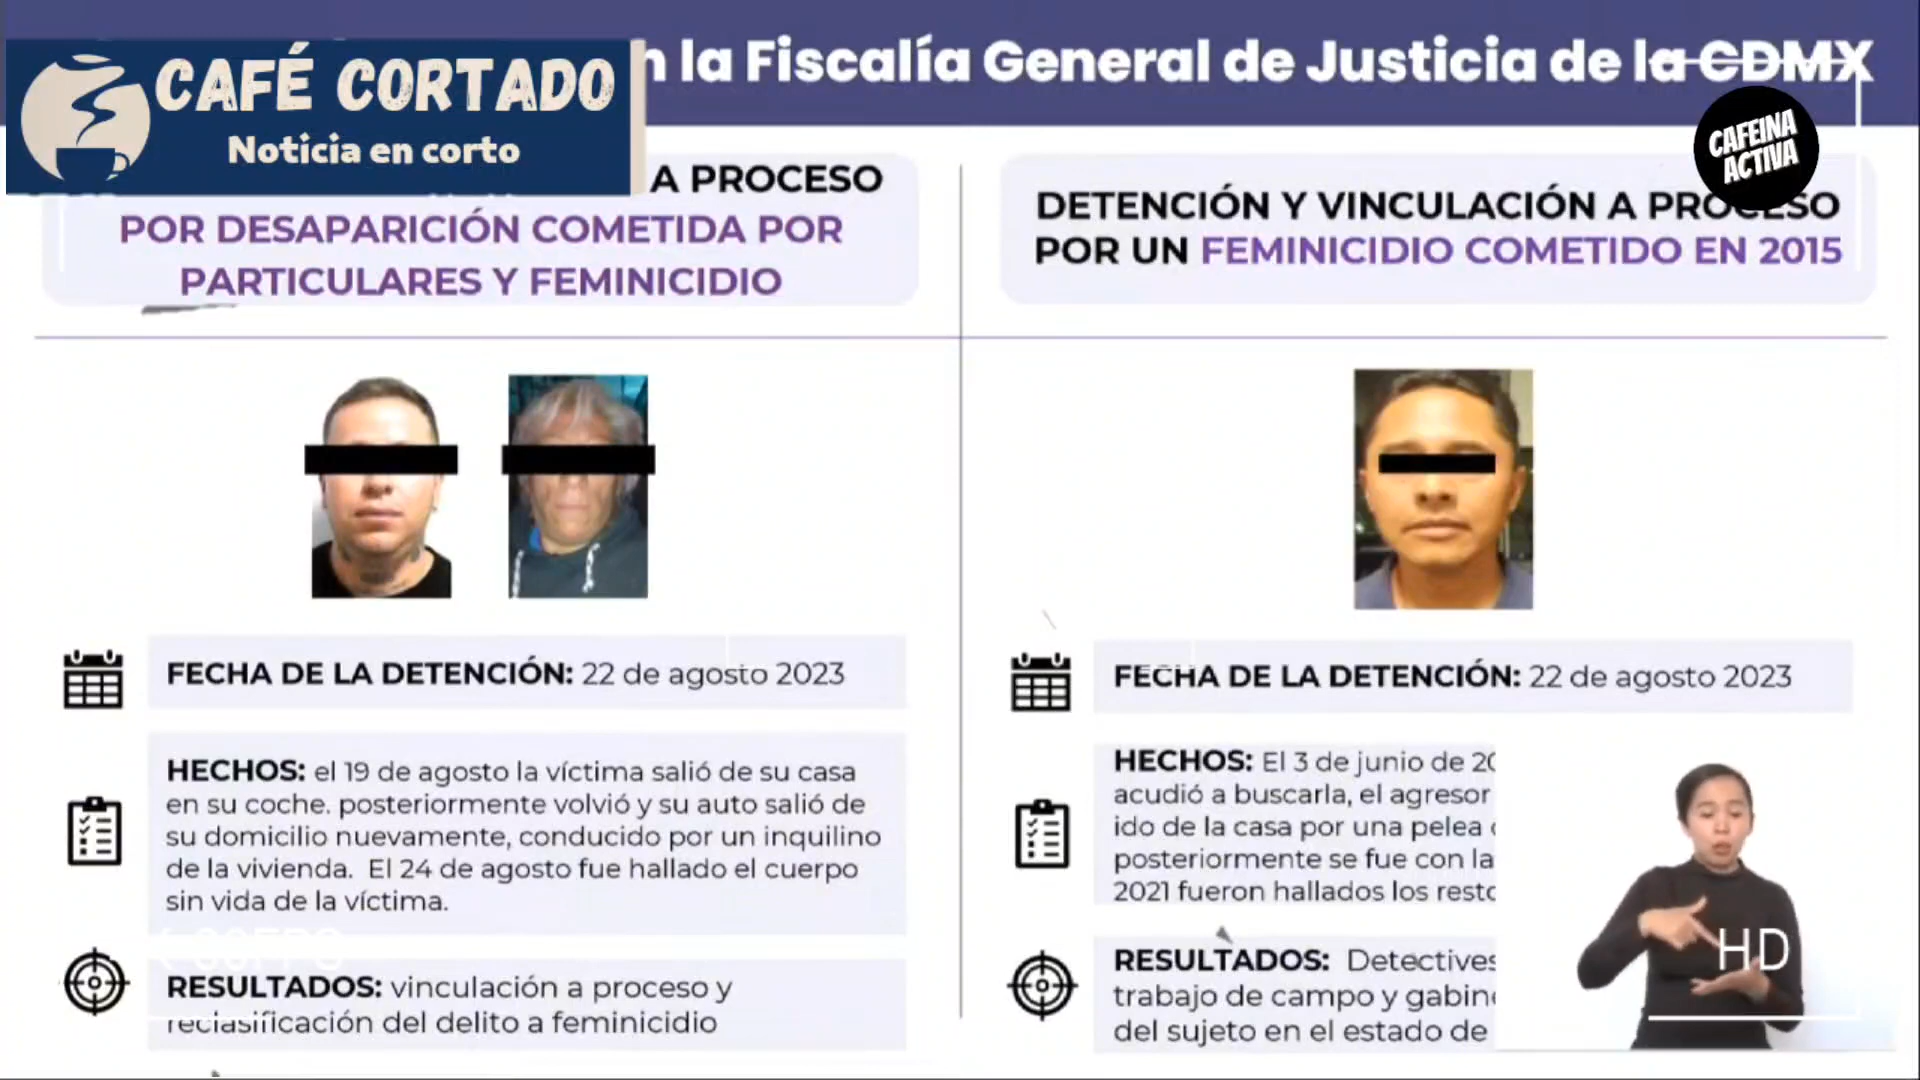 n la Fiscalía General de Justicia de la CDMX
CAFÉ CORTADO
Noticia en corto
CAFEINA
ACTIVA
A PROCESO
POR DESAPARICIÓN COMETIDA POR
PARTICULARES Y FEMINICIDIO
FECHA DE LA DETENCIÓN: 22 de agosto 2023
HECHOS: el 19 de agosto la víctima salió de su casa
en su coche. posteriormente volvió y su auto salió de
su domicilio nuevamente, conducido por un inquilino
de la vivienda. El 24 de agosto fue hallado el cuerpo
sin vida de la víctima.
RESULTADOS: vinculación a proceso y
reclasificación del delito a feminicidio
DETENCIÓN Y VINCULACIÓN A PROCESO
POR UN FEMINICIDIO COMETIDO EN 2015
FECHA DE LA DETENCIÓN: 22 de agosto 2023
HECHOS: El 3 de junio de 20
acudió a buscarla, el agresor
ido de la casa por una pelea
posteriormente se fue con la
2021 fueron hallados los resto
RESULTADOS: Detectives
trabajo de campo y gabine
del sujeto en el estado de
HD